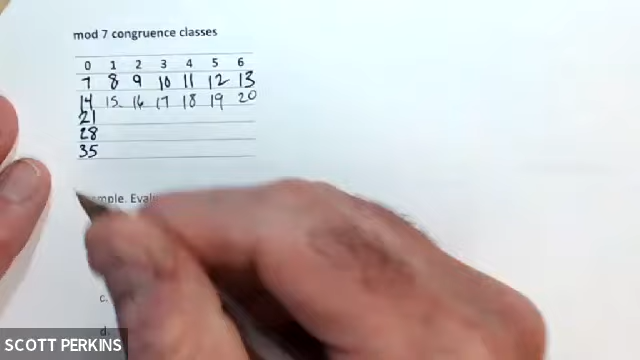 mod 7 congruence classes
0 1 2 3 4 5 6
7 8 9 10 11 12 13
14 15 16 17 18 19 20
21
28
35
c.
d.
SCOTT PERKINS